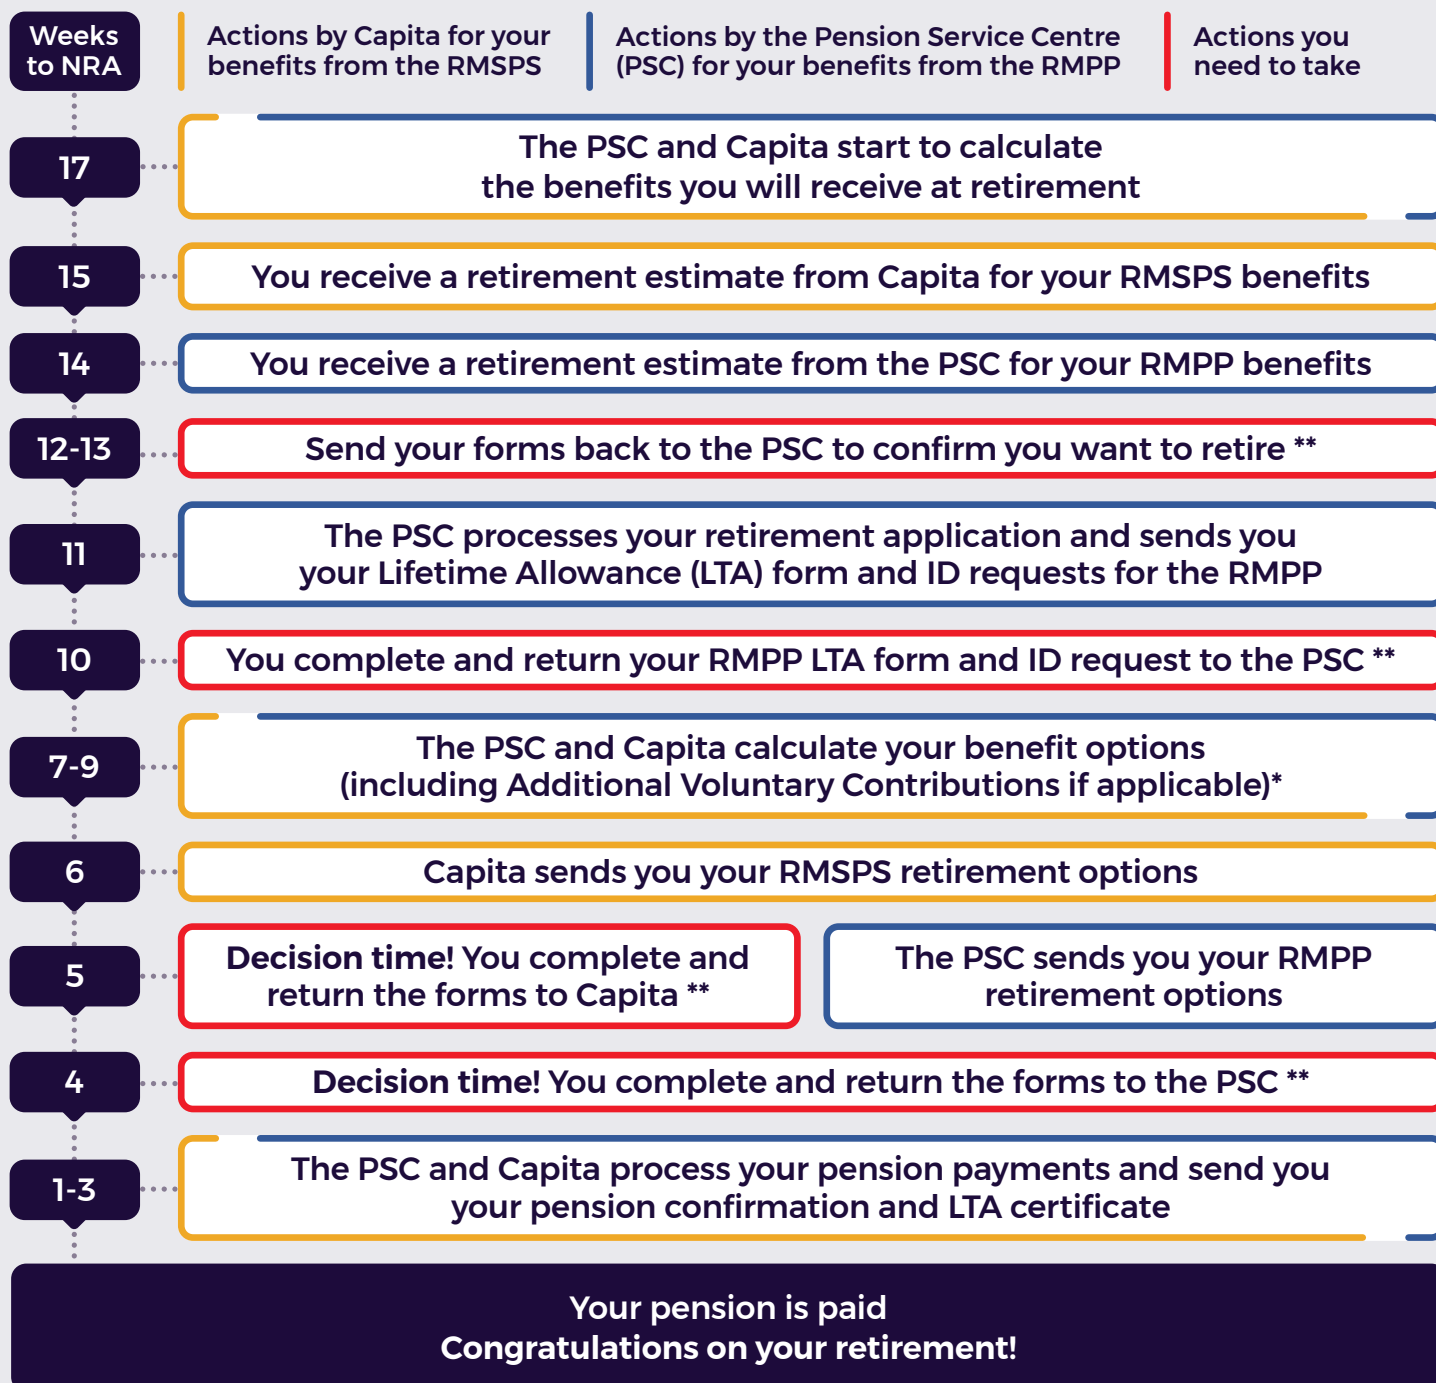 Weeks
to NRA
Actions by Capita for your
benefits from the RMSPS
Actions by the Pension Service Centre
(PSC) for your benefits from the RMPP
Actions you
need to take
17
The PSC and Capita start to calculate
the benefits you will receive at retirement
15
You receive a retirement estimate from Capita for your RMSPS benefits
14
You receive a retirement estimate from the PSC for your RMPP benefits
12-13
Send your forms back to the PSC to confirm you want to retire **
11
The PSC processes your retirement application and sends you
your Lifetime Allowance (LTA) form and ID requests for the RMPP
10
You complete and return your RMPP LTA form and ID request to the PSC **
7-9
The PSC and Capita calculate your benefit options
(including Additional Voluntary Contributions if applicable)*
6
Capita sends you your RMSPS retirement options
5
Decision time! You complete and
return the forms to Capita **
The PSC sends you your RMPP
retirement options
4
Decision time! You complete and return the forms to the PSC **
1-3
The PSC and Capita process your pension payments and send you
your pension confirmation and LTA certificate
Your pension is paid
Congratulations on your retirement!